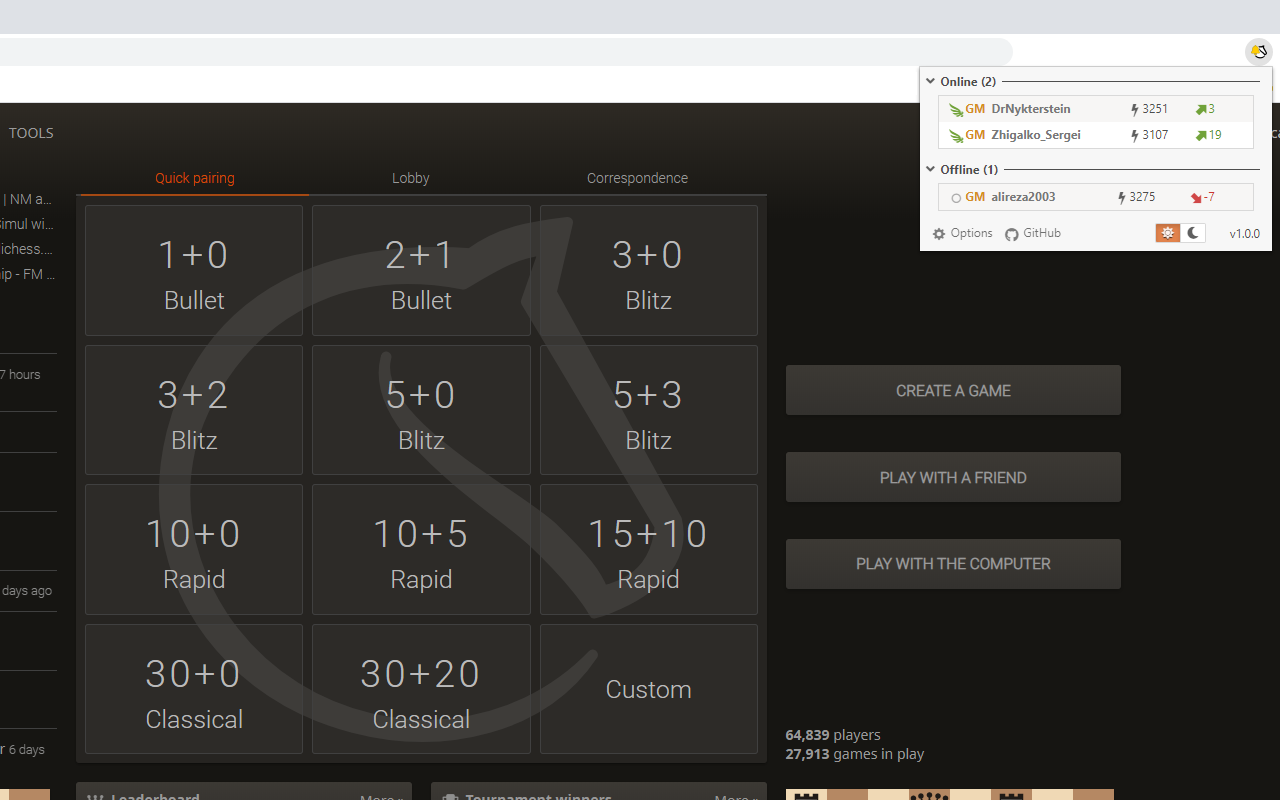 Online (2)
GM DrNykterstein 3251 3
GM Zhigalko_Sergei 3107 19
Offline (1)
GM alireza2003 3275 -7
Options GitHub v1.0.0
TOOLS
Quick pairing Lobby Correspondence
| NM a...
Simul wi...
lichess....
ip - FM ...
7 hours
days ago
6 days
1+0
Bullet
2+1
Bullet
3+0
Blitz
3+2
Blitz
5+0
Blitz
5+3
Blitz
10+0
Rapid
10+5
Rapid
15+10
Rapid
30+0
Classical
30+20
Classical
Custom
CREATE A GAME
PLAY WITH A FRIEND
PLAY WITH THE COMPUTER
64,839 players
27,913 games in play
Leaderboard More »
Tournament winners More »